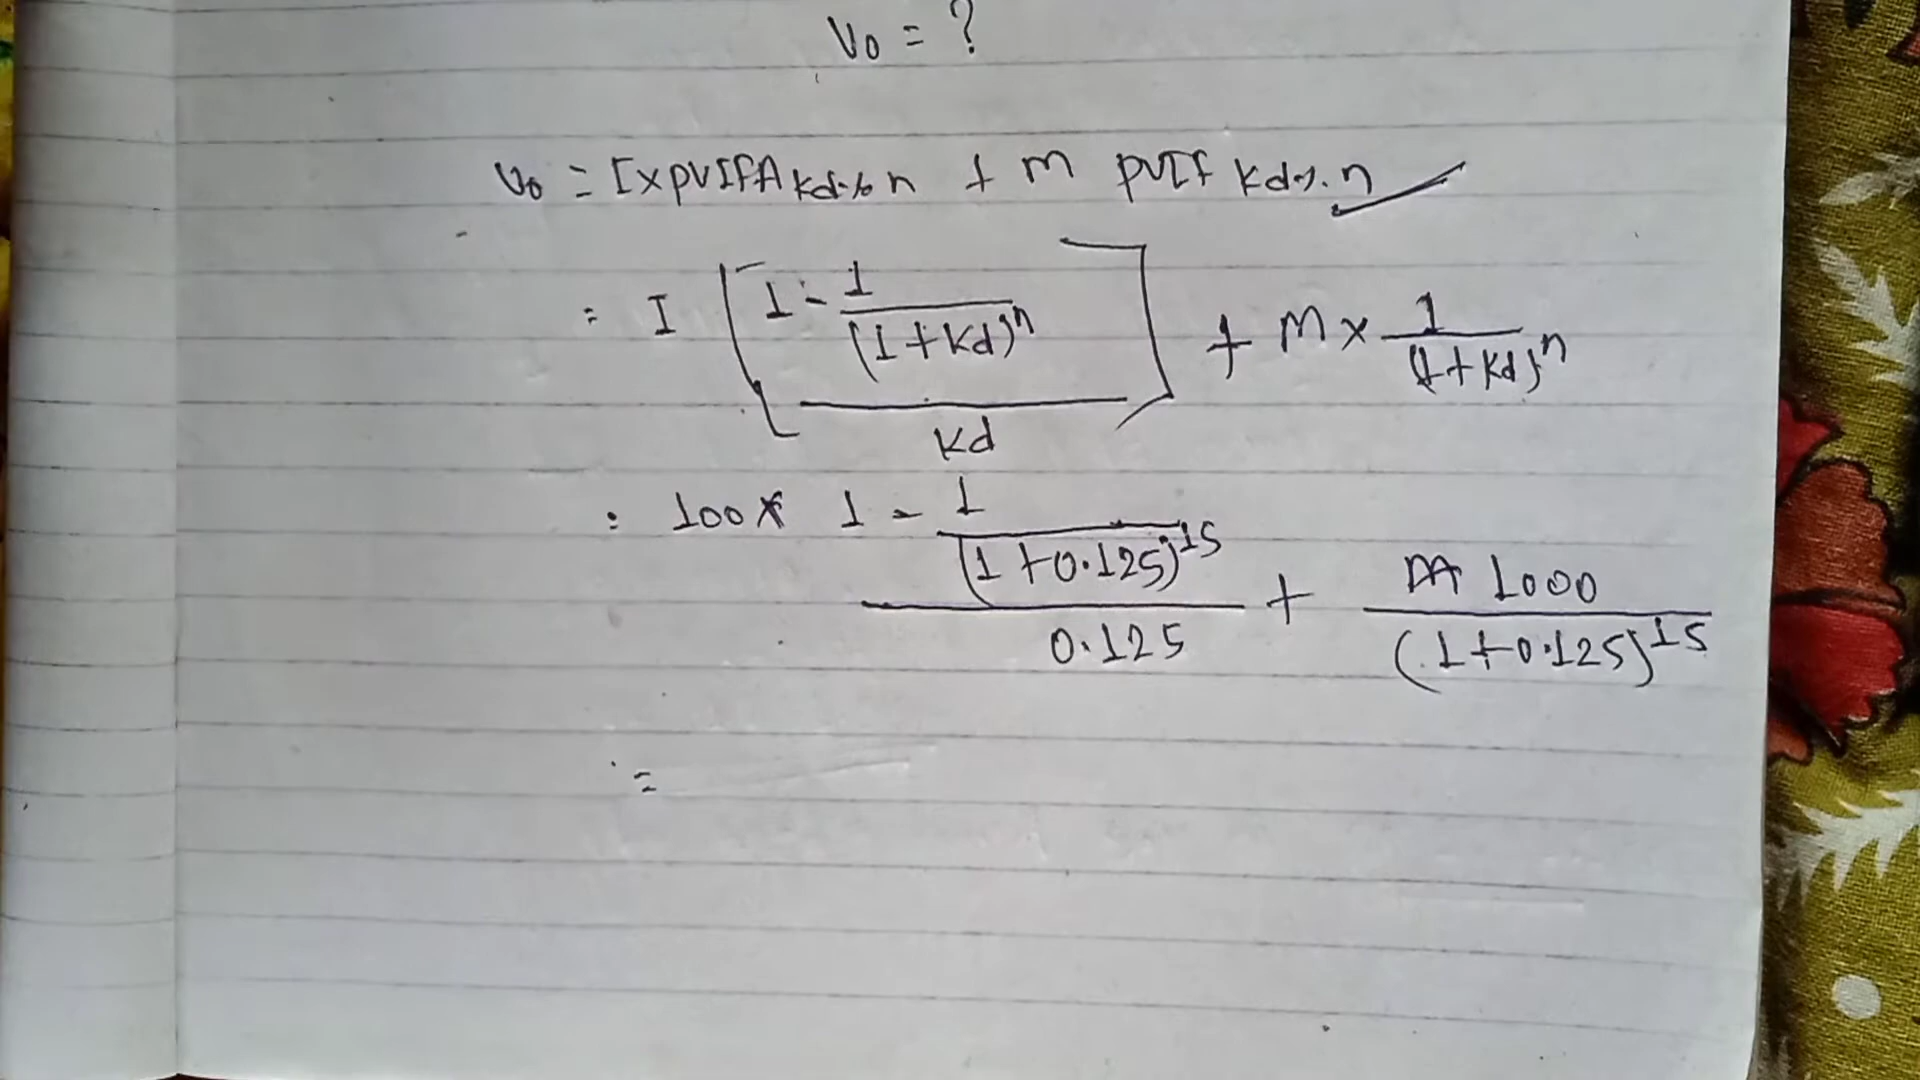 V0 = ?
V0 = I x PVIFA kd% n + m PVIF kd%. n
= I [ 1 - 1/(1+kd)^n / kd ] + m x 1/(1+kd)^n
= 100 x 1 - 1/(1+0.125)^15 / 0.125 + 1000/(1+0.125)^15
=